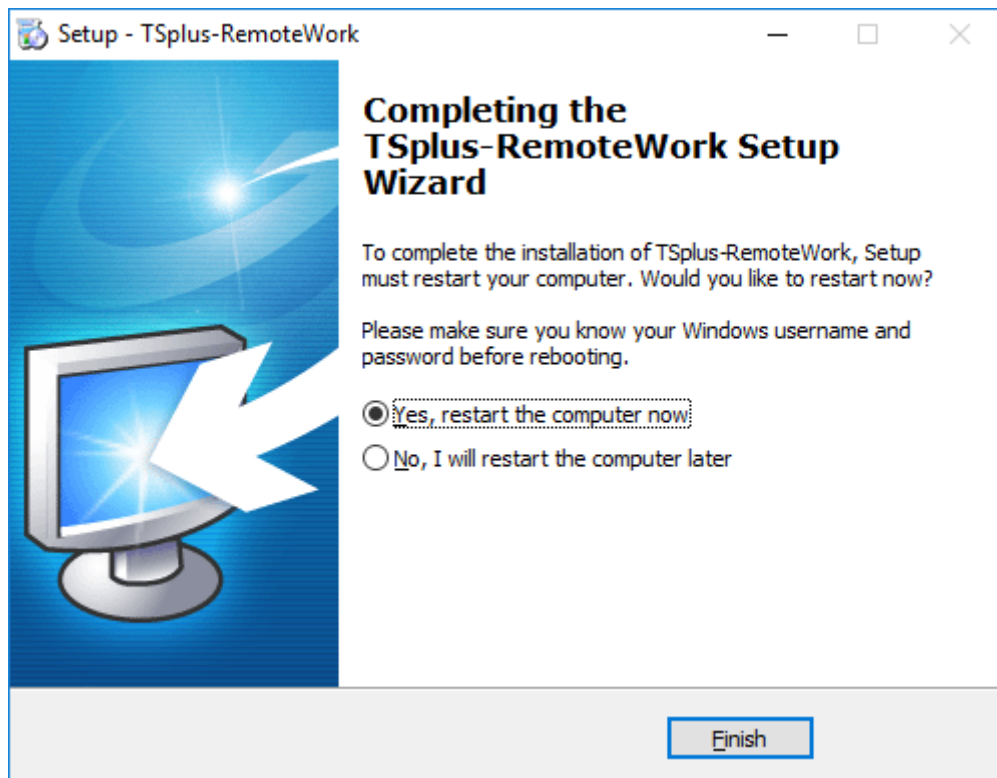 Setup - TSplus-RemoteWork
Completing the
TSplus-RemoteWork Setup
Wizard
To complete the installation of TSplus-RemoteWork, Setup
must restart your computer. Would you like to restart now?
Please make sure you know your Windows username and
password before rebooting.
Yes, restart the computer now
No, I will restart the computer later
Finish